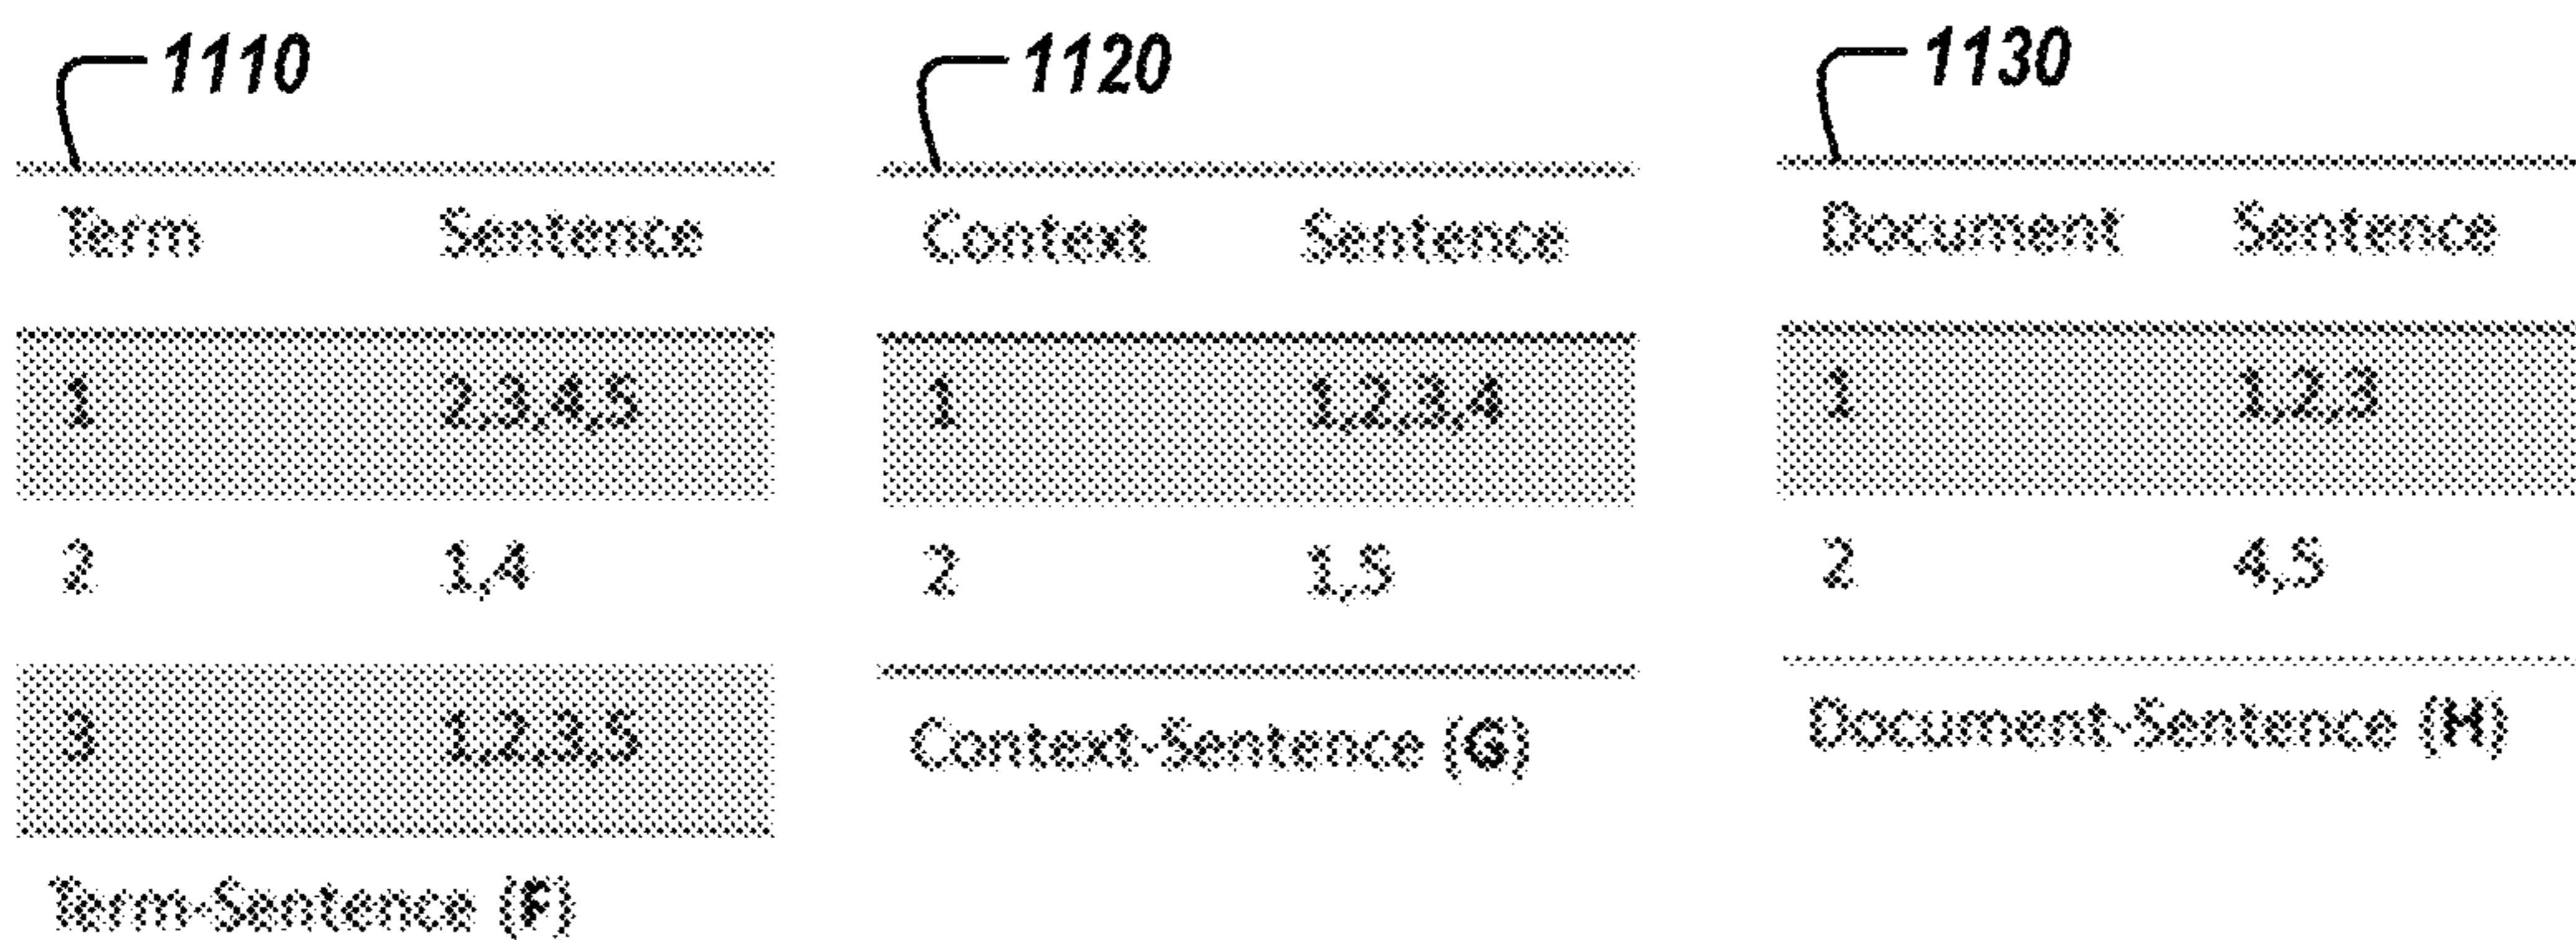 1110
Term Sentence
1 2,3,4,5
2 1,4
3 1,2,3,5
Term-Sentence (F)
1120
Context Sentence
1 1,2,3,4
2 1,5
Context-Sentence (G)
1130
Document Sentence
1 1,2,3
2 4,5
Document-Sentence (H)